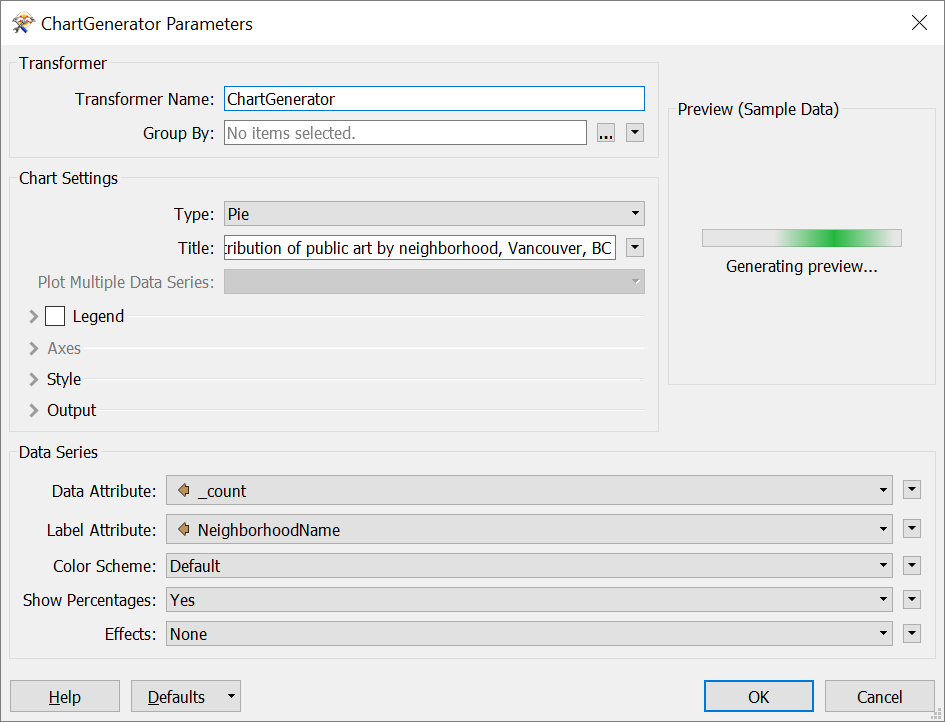 ChartGenerator Parameters
Transformer
Transformer Name: ChartGenerator
Group By: No items selected. ...
Preview (Sample Data)
Generating preview...
Chart Settings
Type: Pie
Title: tribution of public art by neighborhood, Vancouver, BC
Plot Multiple Data Series:
Legend
Axes
Style
Output
Data Series
Data Attribute: _count
Label Attribute: NeighborhoodName
Color Scheme: Default
Show Percentages: Yes
Effects: None
Help Defaults OK Cancel